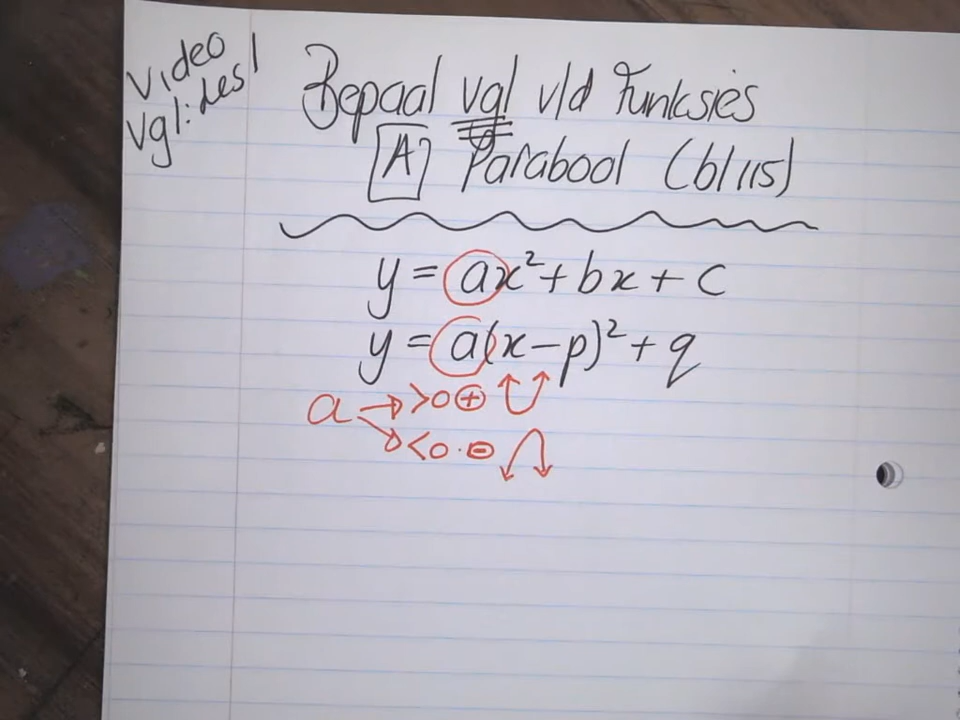 Video
vgl: les 1
Bepaal vgl v/d Funksies
[A] Parabool (bl 115)
y = ax² + bx + c
y = a(x − p)² + q
a → >0 ⊕
→ <0 · ⊖